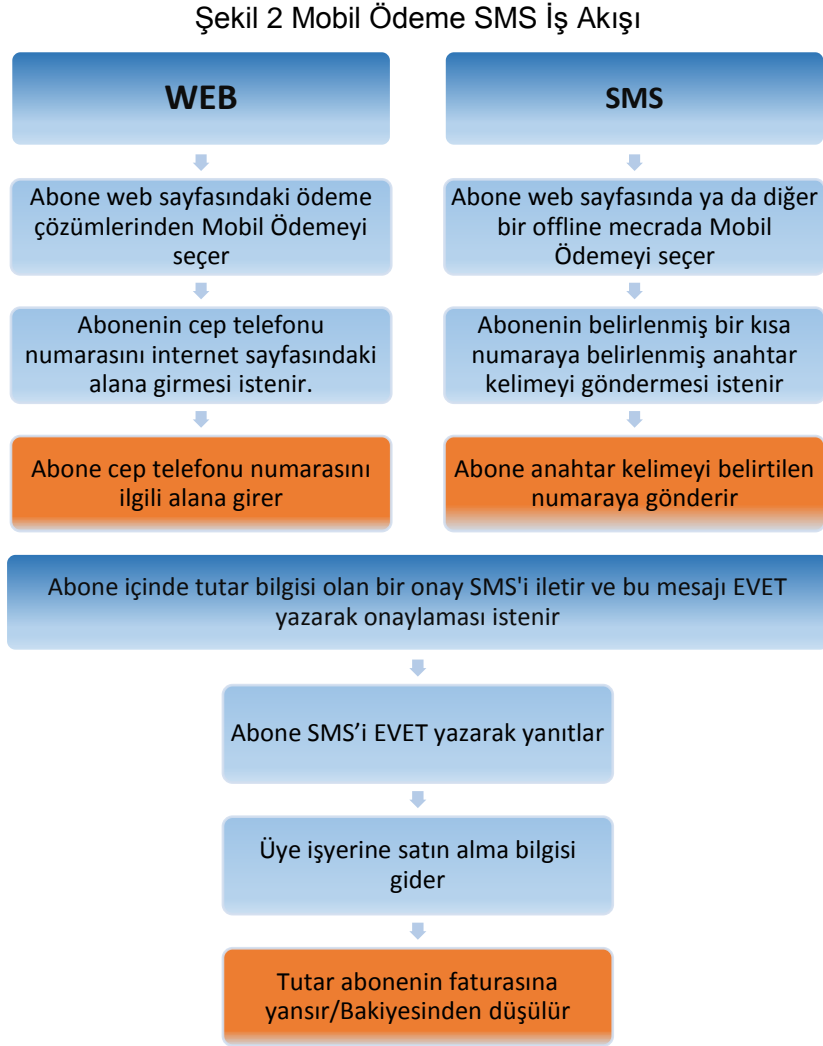 Şekil 2 Mobil Ödeme SMS İş Akışı
WEB
Abone web sayfasındaki ödeme
çözümlerinden Mobil Ödemeyi
seçer
Abonenin cep telefonu
numarasını internet sayfasındaki
alana girmesi istenir.
Abone cep telefonu numarasını
ilgili alana girer
SMS
Abone web sayfasında ya da diğer
bir offline mecrada Mobil
Ödemeyi seçer
Abonenin belirlenmiş bir kısa
numaraya belirlenmiş anahtar
kelimeyi göndermesi istenir
Abone anahtar kelimeyi belirtilen
numaraya gönderir
Abone içinde tutar bilgisi olan bir onay SMS'i iletir ve bu mesajı EVET
yazarak onaylaması istenir
Abone SMS’i EVET yazarak yanıtlar
Üye işyerine satın alma bilgisi
gider
Tutar abonenin faturasına
yansır/Bakiyesinden düşülür